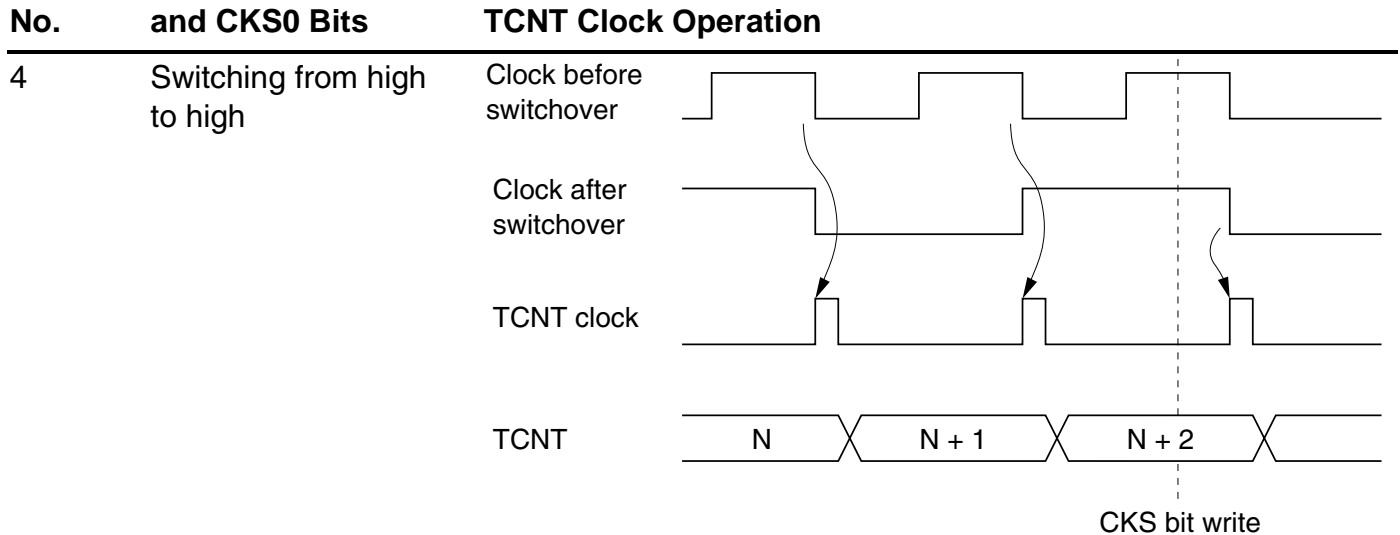 No. and CKS0 Bits TCNT Clock Operation
4 Switching from high Clock before
to high switchover
Clock after
switchover
TCNT clock
TCNT N N + 1 N + 2
CKS bit write